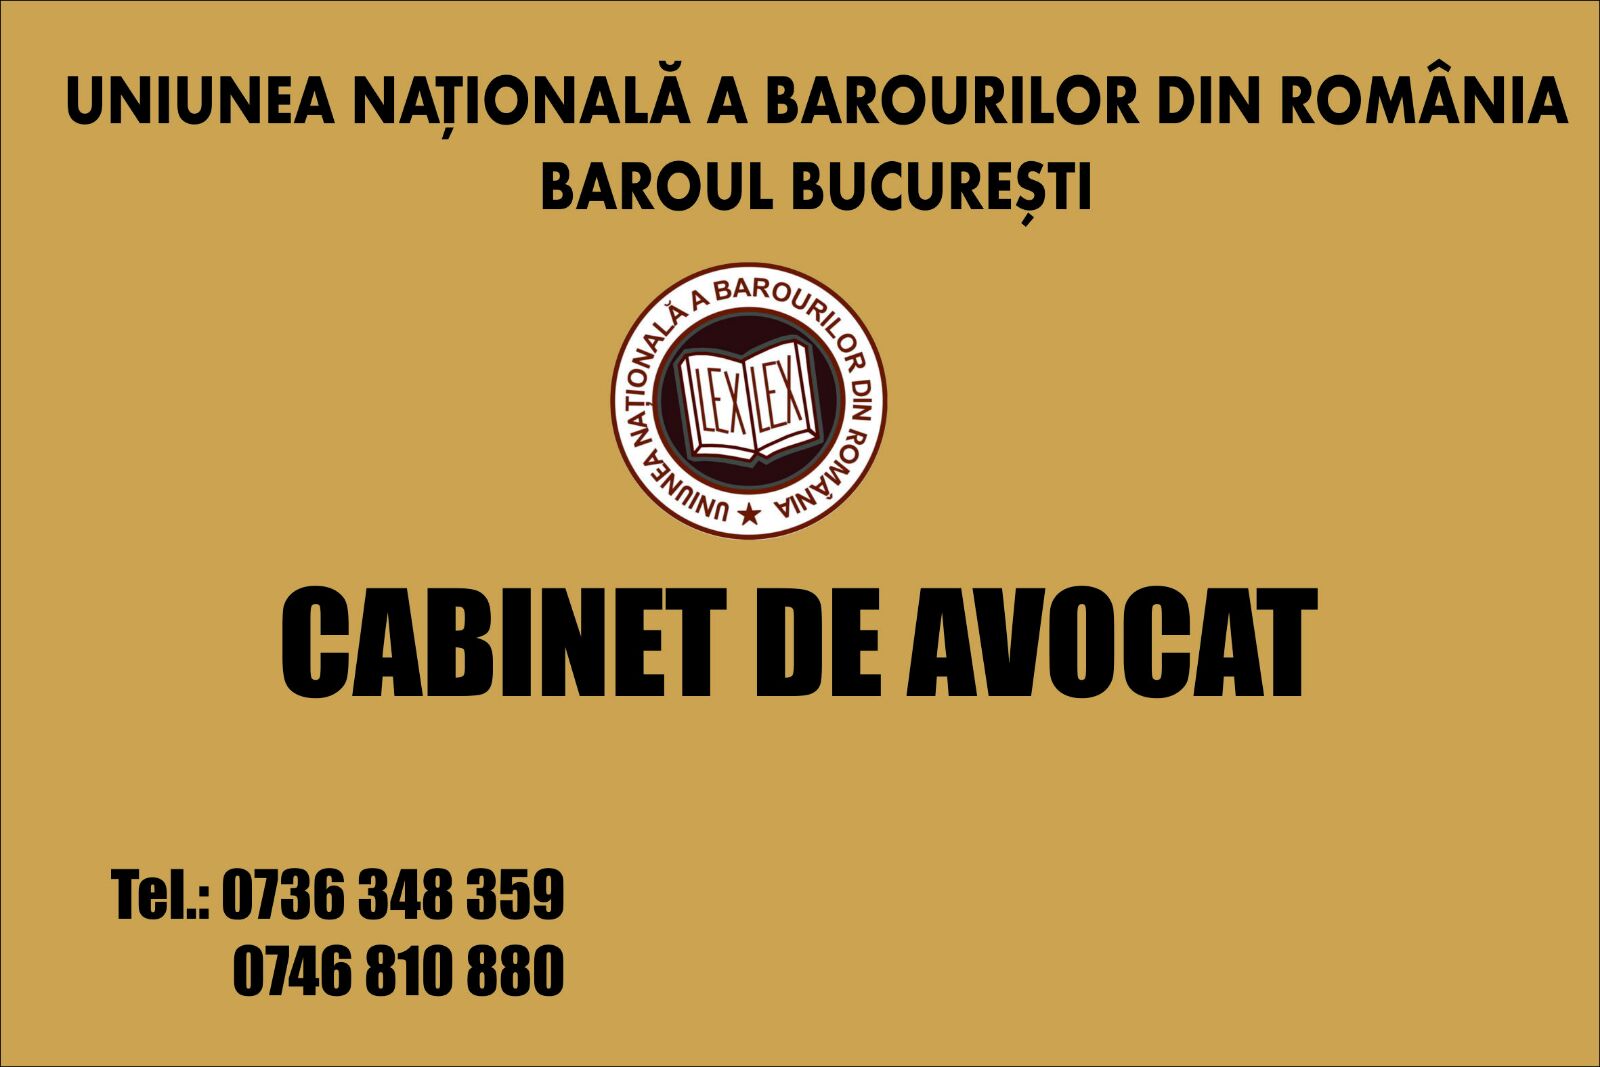 UNIUNEA NAȚIONALĂ A BAROURILOR DIN ROMÂNIA
BAROUL BUCUREȘTI
UNIUNEA NAȚIONALĂ A BAROURILOR DIN ROMÂNIA
LEX LEX
CABINET DE AVOCAT
Tel.: 0736 348 359
0746 810 880